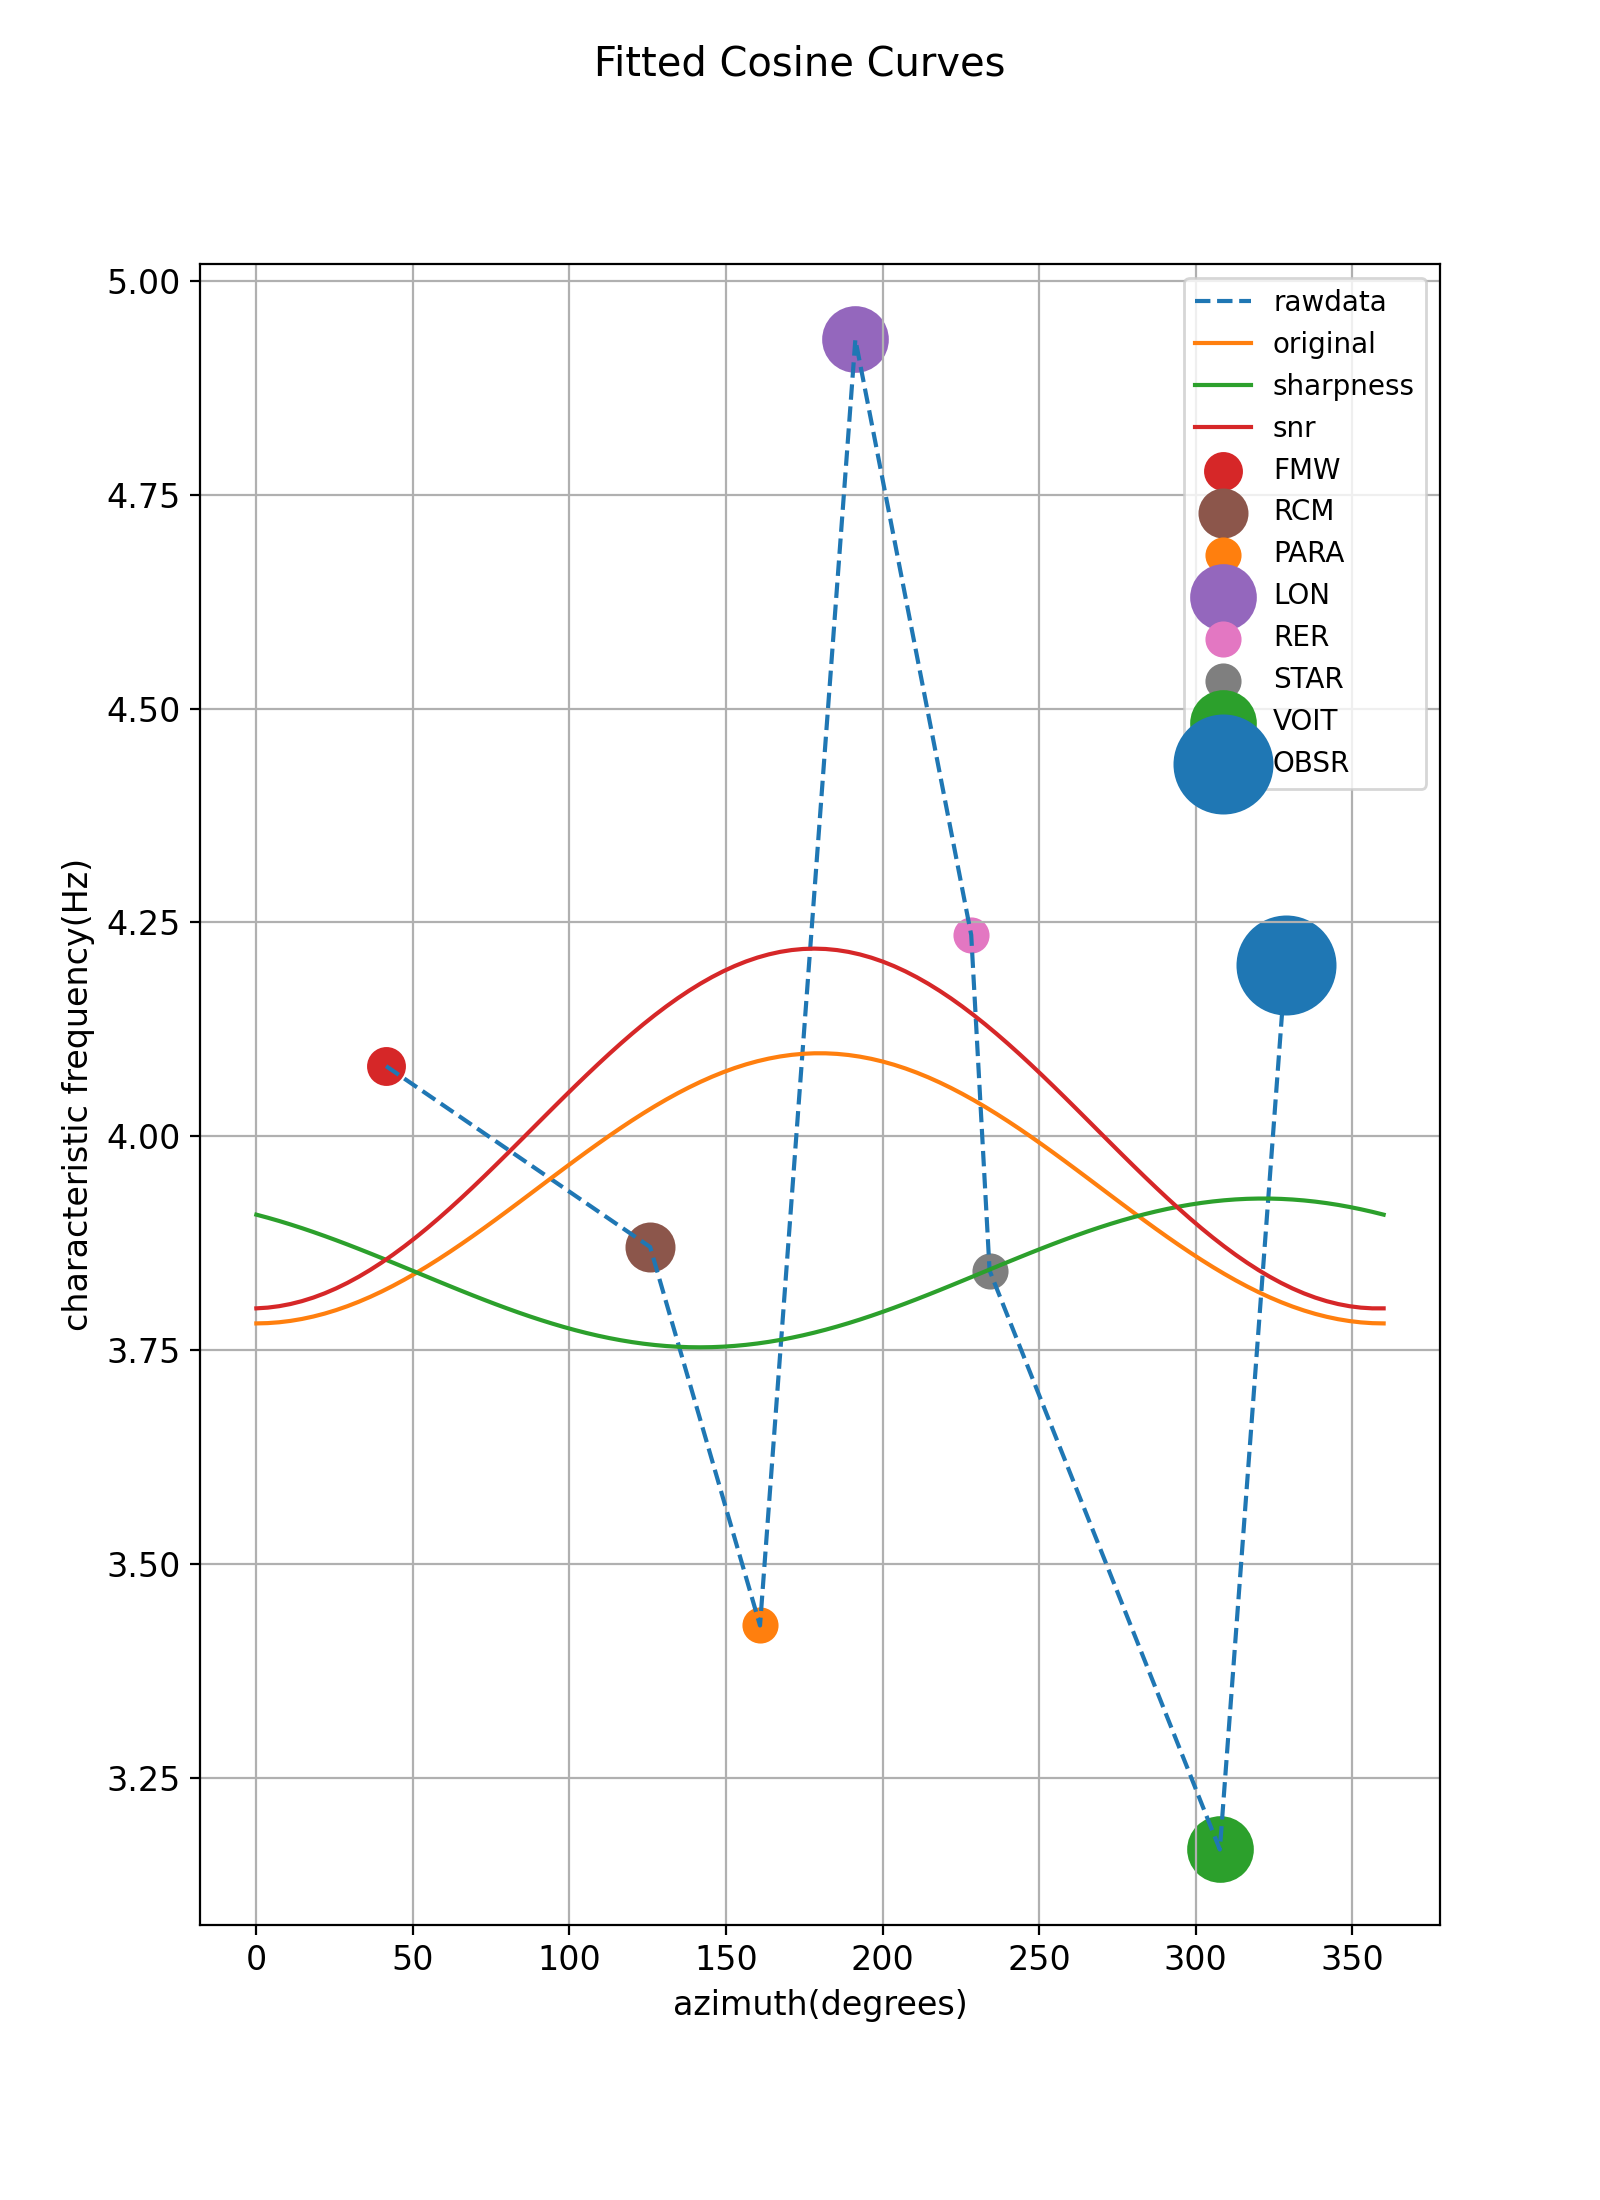 Fitted Cosine Curves
5.00
4.75
4.50
4.25
4.00
3.75
3.50
3.25
characteristic frequency(Hz)
rawdata
original
sharpness
snr
FMW
RCM
PARA
LON
RER
STAR
VOIT
OBSR
0 50 100 150 200 250 300 350
azimuth(degrees)